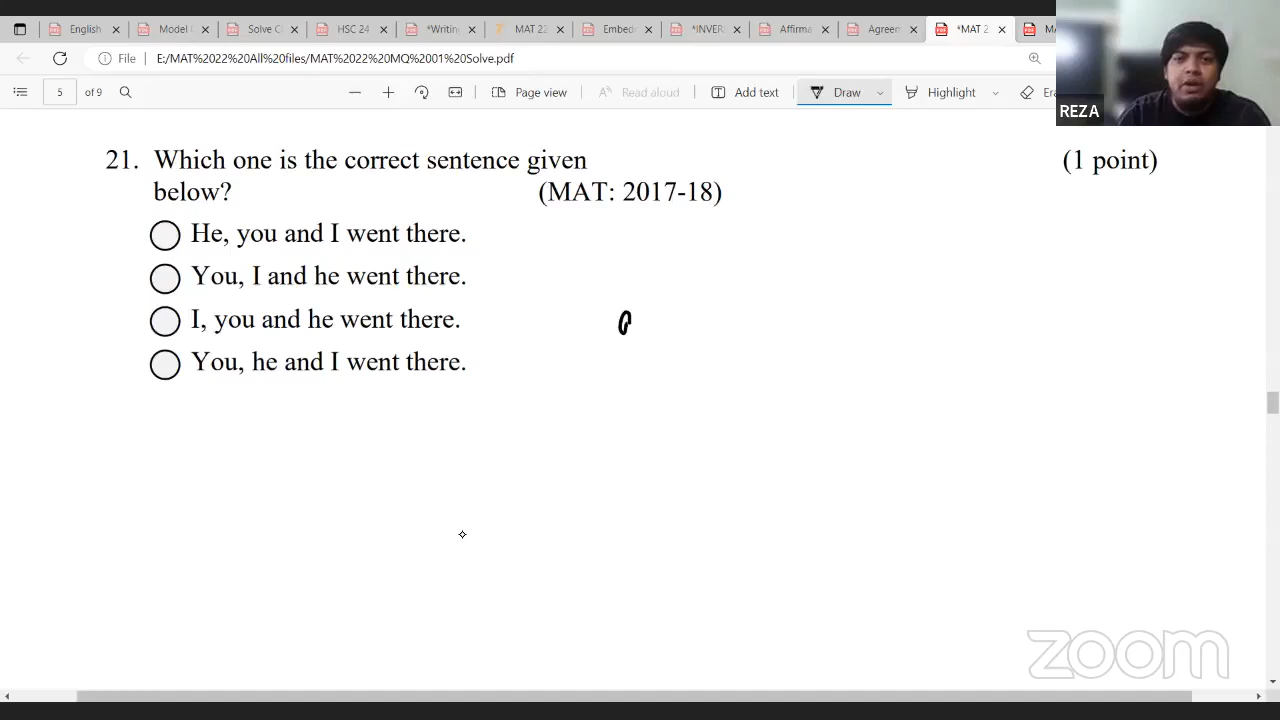 English
Model
Solve C
HSC 24
*Writing
MAT 22
Embed
*INVER
Affirma
Agreem
*MAT 2
MA
File E:/MAT%2022%20All%20files/MAT%2022%20MQ%2001%20Solve.pdf
5 of 9 Page view Read aloud Add text Draw Highlight Era
REZA
21. Which one is the correct sentence given (1 point)
below? (MAT: 2017-18)
He, you and I went there.
You, I and he went there.
I, you and he went there.
You, he and I went there.
zoom